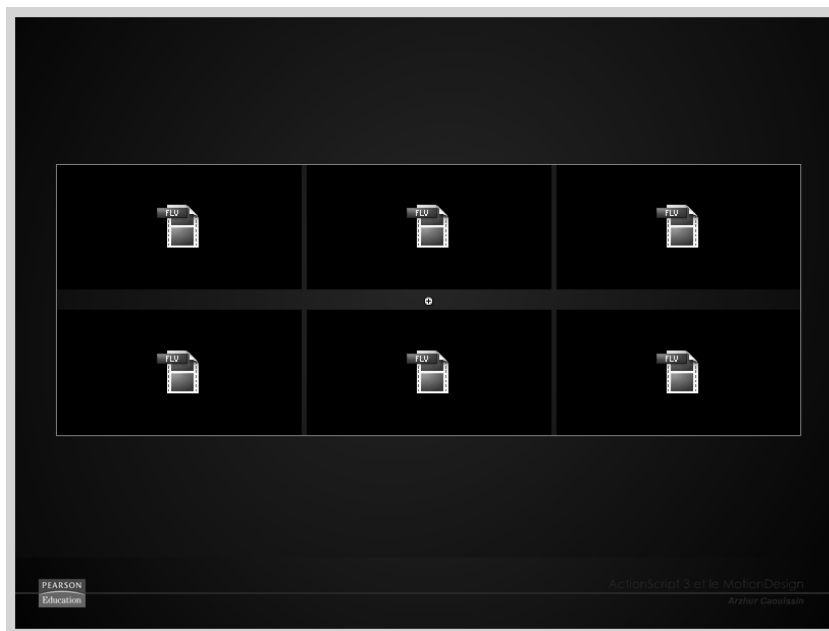 FLV
FLV
FLV
FLV
FLV
FLV
PEARSON
Education
ActionScript 3 et le MotionDesign
Arzhur Caouissin